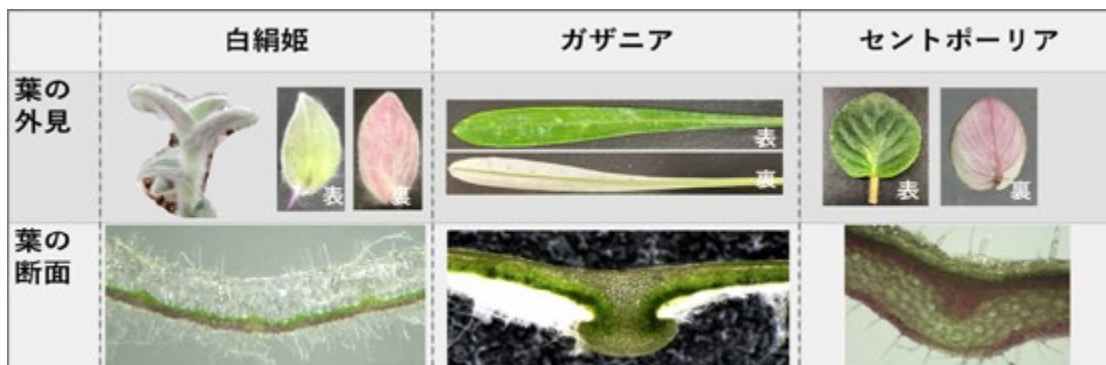 白絹姫
ガザニア
セントポーリア
葉の
外見
表
裏
表
裏
表
裏
葉の
断面